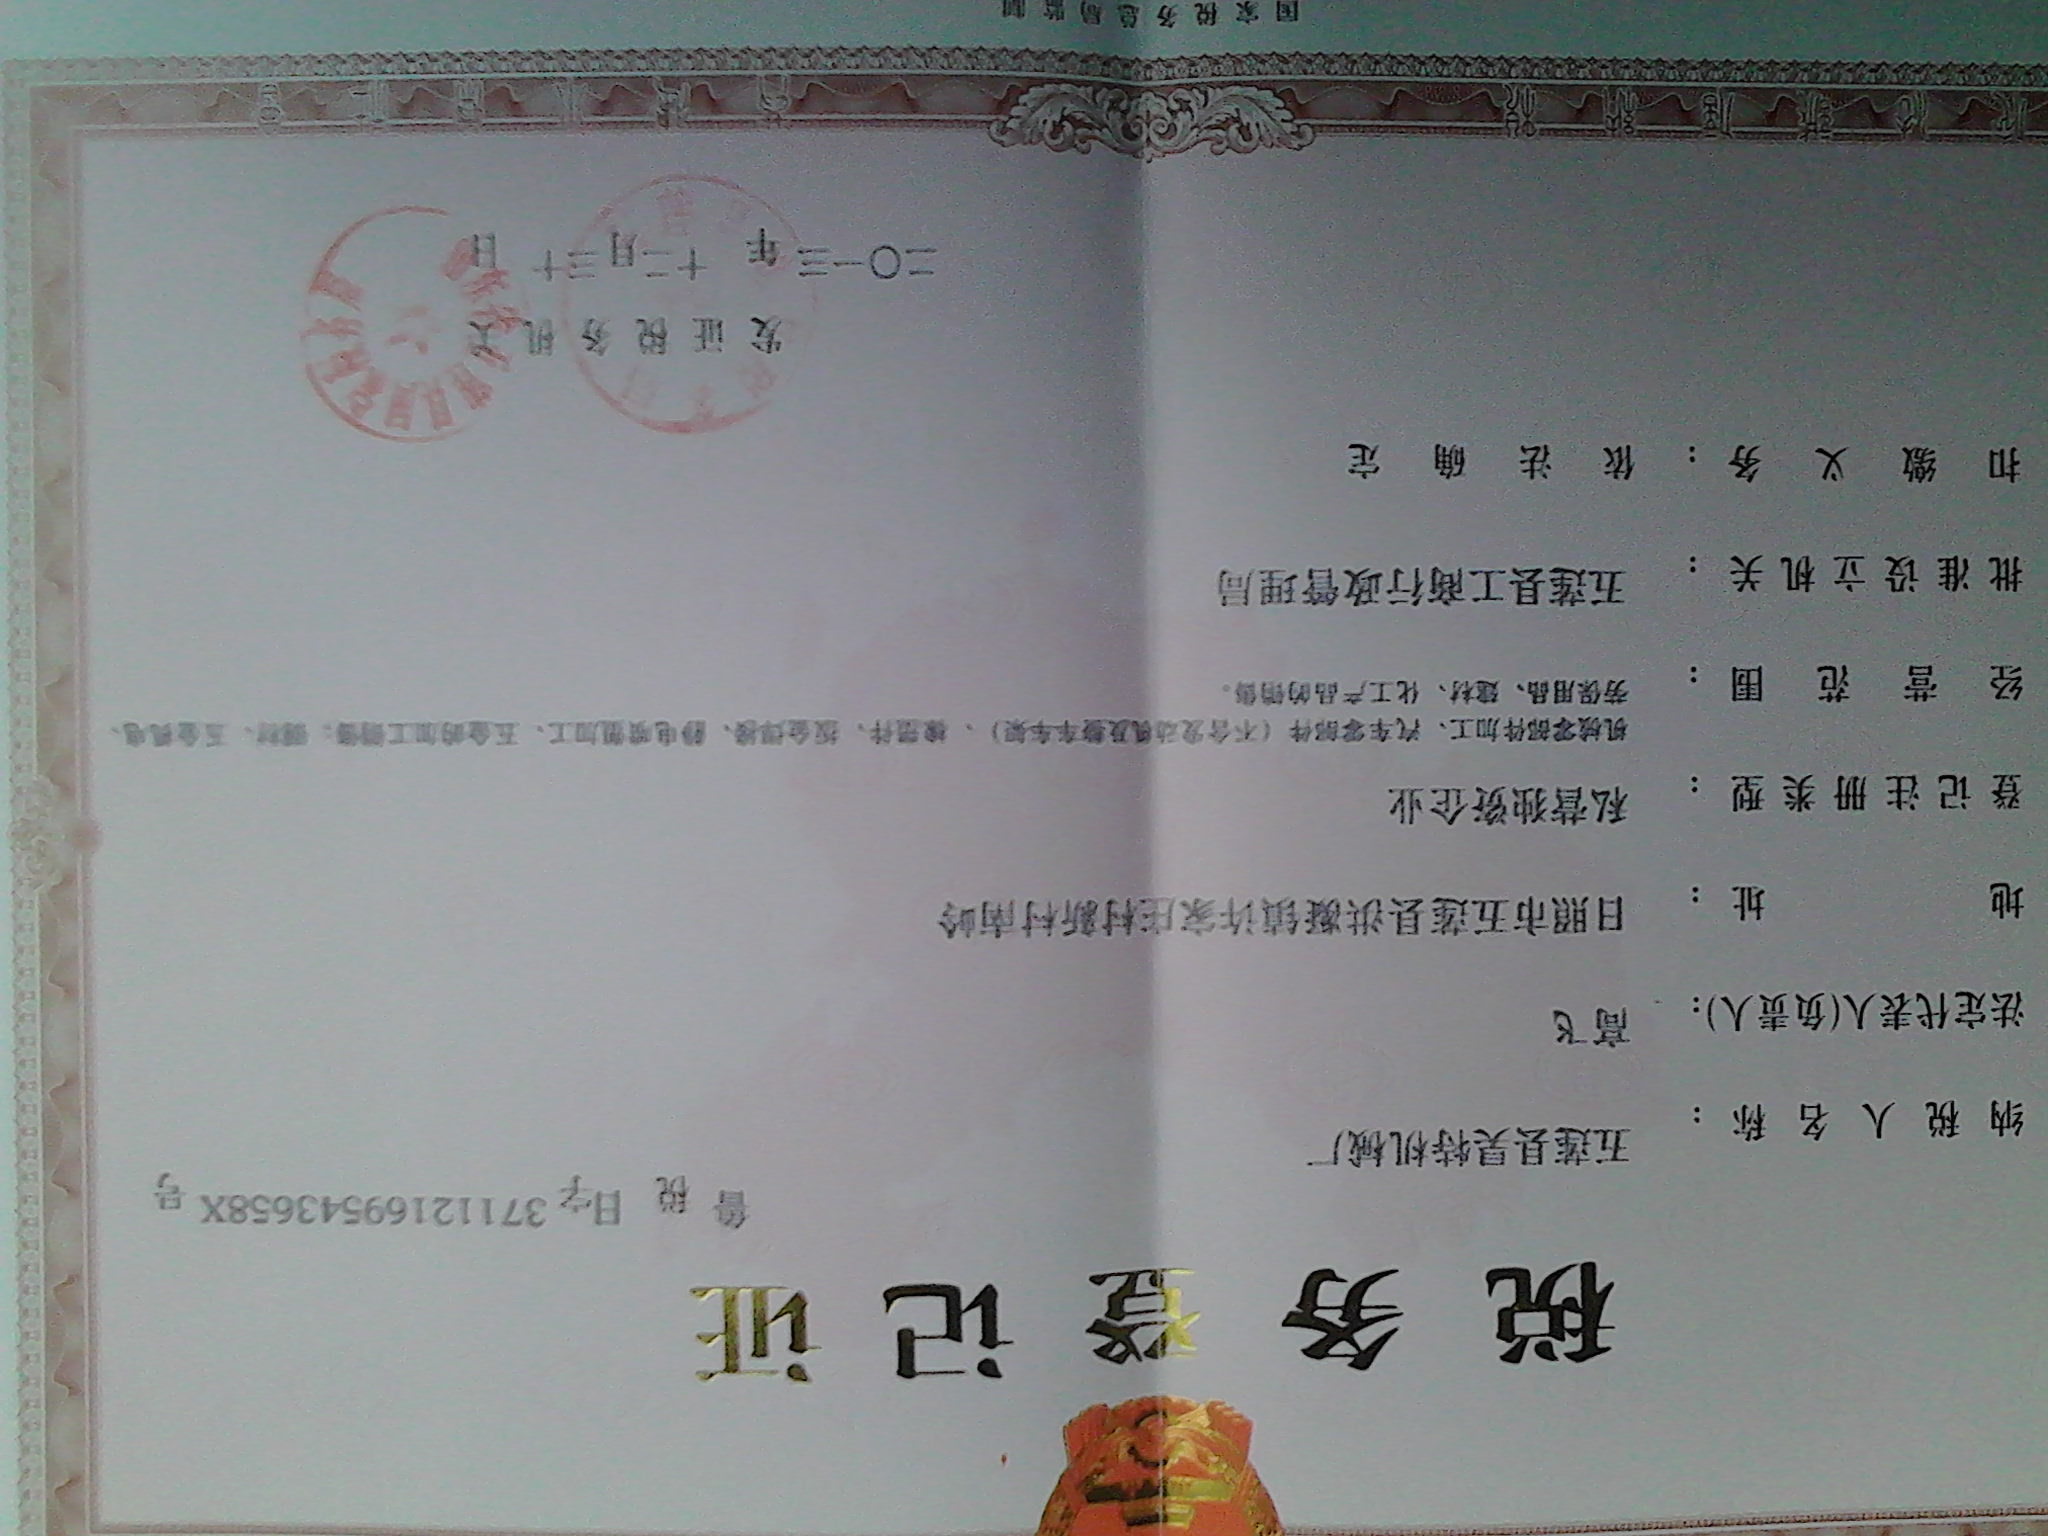 税务登记证
鲁税日字371121695436​58X号
纳税人名称：五莲县昊特机械厂
法定代表人(负责人)：高飞
地址：日照市五莲县洪凝镇许家庄村新村南岭
登记注册类型：私营独资企业
经营范围：机械零部件加工、汽车零部件（不含发动机及整车车架）、橡塑件、钣金焊接、静电喷塑加工、五金的加工销售；钢材、五金机电、
劳保用品、建材、化工产品的销售。
批准设立机关：五莲县工商行政管理局
扣缴义务：依法确定
发证税务机关
二〇一三年十二月三十日
国家税务总局监制